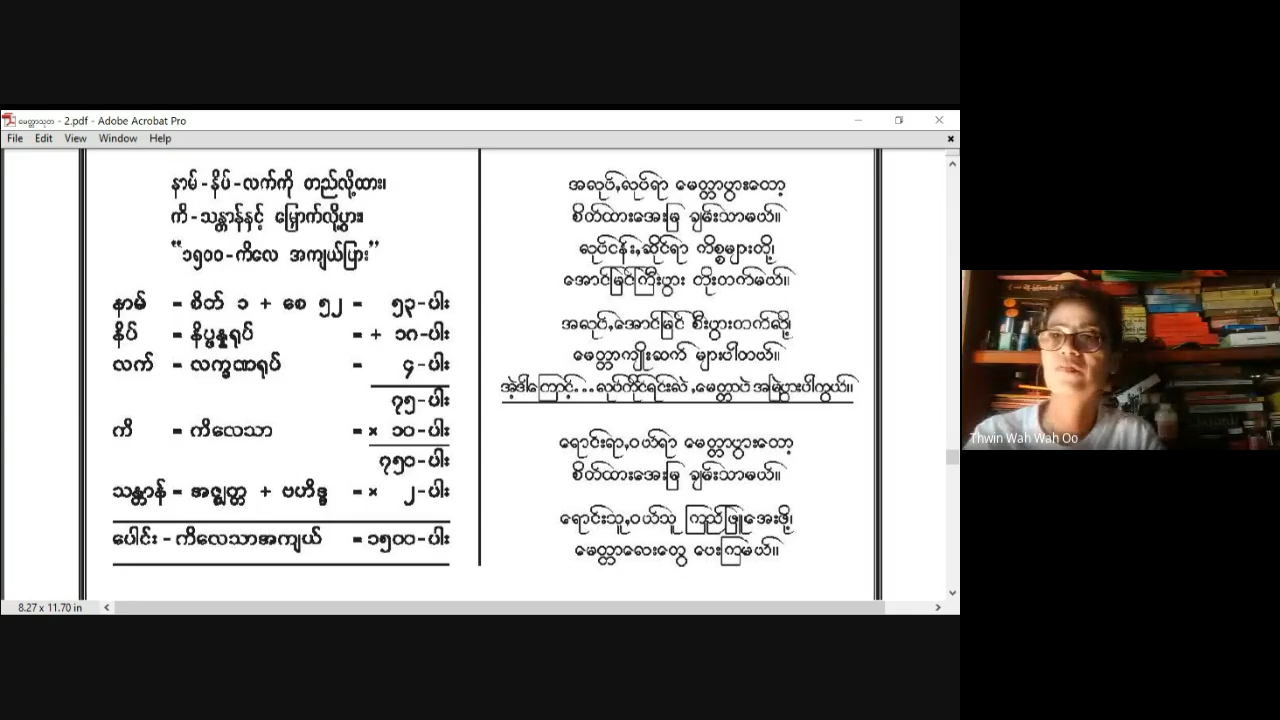 မေတ္တာသုတ - 2.pdf - Adobe Acrobat Pro
File Edit View Window Help
နာမ် - နိပ် - လက်ကို တည်လို့ထား၊
ကိ - သန္တာန်နှင့် မြှောက်လို့ပွား၊
"၁၅၀၀-ကိလေ အကျယ်ပြား"
နာမ် = စိတ် ၁ + စေ ၅၂ = ၅၃-ပါး
နိပ် = နိပ္ဖန္နရုပ် = + ၁၈-ပါး
လက် = လက္ခဏရုပ် = ၄-ပါး
၇၅-ပါး
ကိ = ကိလေသာ = × ၁၀-ပါး
၇၅၀-ပါး
သန္တာန် = အဇ္ဈတ္တ + ဗဟိဒ္ဓ = × ၂-ပါး
ပေါင်း - ကိလေသာအကျယ် = ၁၅၀၀-ပါး
အလုပ်,လုပ်ရာ မေတ္တာပွားတော့
စိတ်ထားအေးမြ ချမ်းသာမယ်။
လုပ်ငန်း,ဆိုင်ရာ ကိစ္စများတို့၊
အောင်မြင်ကြီးပွား တိုးတက်မယ်။
အလုပ်,အောင်မြင် စီးပွားတက်လို့၊
မေတ္တာကျိုးဆက် များပါတယ်။
အဲ့ဒါကြောင့်...လုပ်ကိုင်ရင်းလဲ,မေတ္တာပဲအမြဲပွားပါကွယ်။
ရောင်းရာ,ဝယ်ရာ မေတ္တာပွားတော့
စိတ်ထားအေးမြ ချမ်းသာမယ်။
ရောင်းသူ,ဝယ်သူ ကြည်ဖြူအေးဖို့၊
မေတ္တာလေးတွေ ပေးကြမယ်။
8.27 x 11.70 in
Thwin Wah Wah Oo